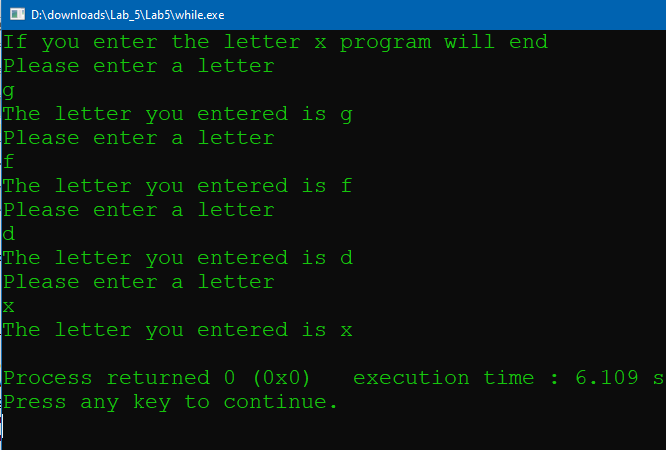 D:\downloads\Lab_5\Lab5\while.exe
If you enter the letter x program will end
Please enter a letter
g
The letter you entered is g
Please enter a letter
f
The letter you entered is f
Please enter a letter
d
The letter you entered is d
Please enter a letter
x
The letter you entered is x
Process returned 0 (0x0)   execution time : 6.109 s
Press any key to continue.